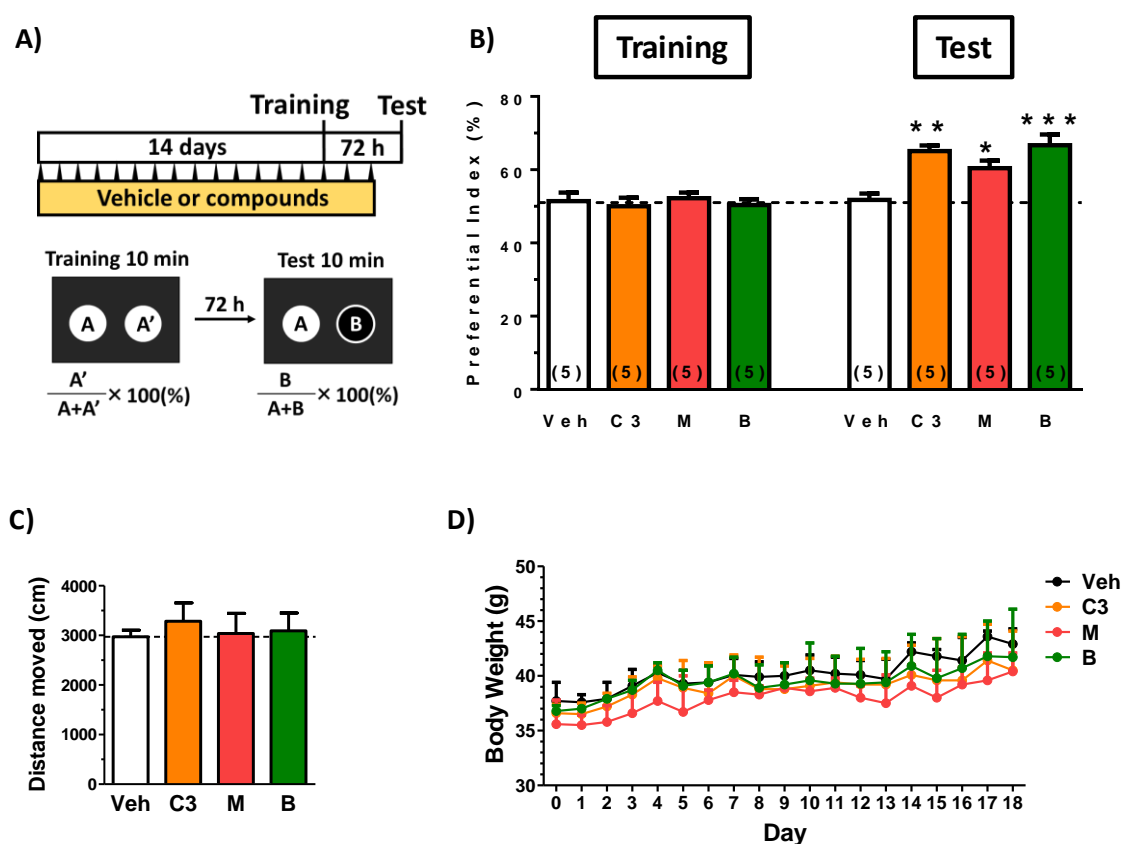 A)
Training Test
14 days 72 h
Vehicle or compounds
Training 10 min Test 10 min
72 h
A A' A B
A' × 100(%) B × 100(%)
A+A' A+B
B)
Training Test
Preferential Index (%)
80
60
40
20
0
** * ***
(5) (5) (5) (5) (5) (5) (5) (5)
Veh C3 M B Veh C3 M B
C)
Distance moved (cm)
4000
3000
2000
1000
0
Veh C3 M B
D)
Body Weight (g)
50
45
40
35
30
0 1 2 3 4 5 6 7 8 9 10 11 12 13 14 15 16 17 18
Day
Veh
C3
M
B